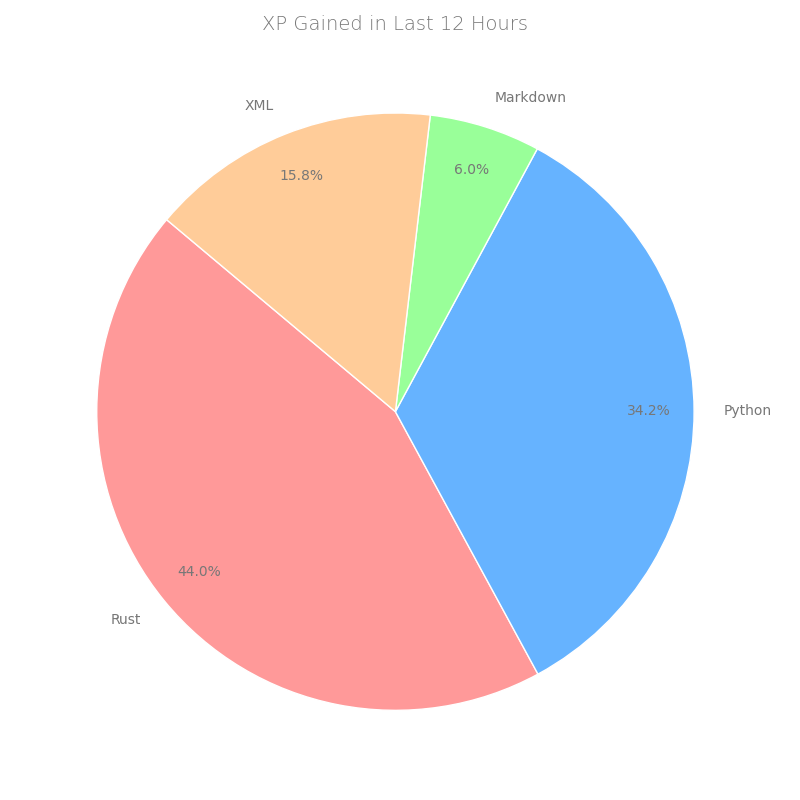 XP Gained in Last 12 Hours
Markdown
XML
6.0%
15.8%
34.2%
Python
44.0%
Rust